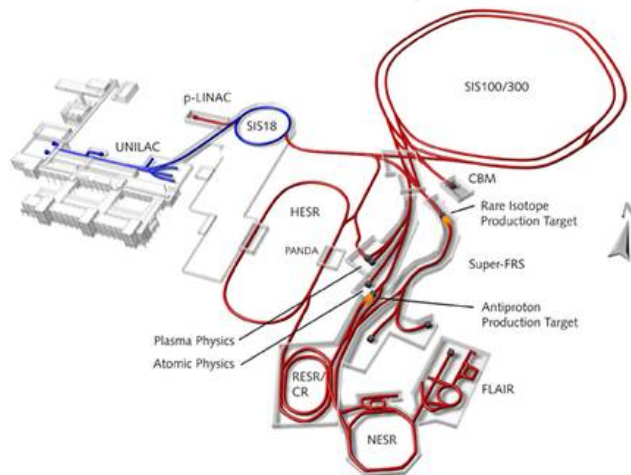 SIS100/300
p-LINAC
SIS18
UNILAC
CBM
HESR
Rare Isotope
Production Target
PANDA
Super-FRS
Plasma Physics
Antiproton
Production Target
Atomic Physics
RESR/
CR
FLAIR
NESR